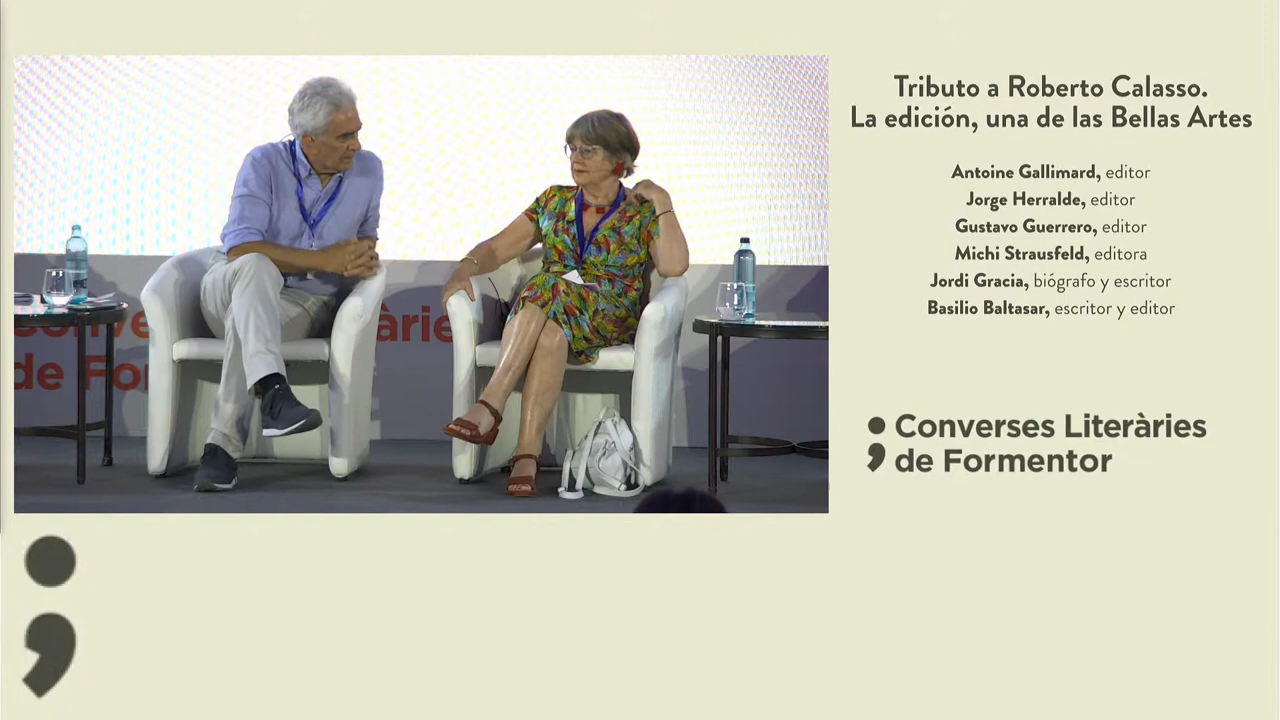 Tributo a Roberto Calasso.
La edición, una de las Bellas Artes
Antoine Gallimard, editor
Jorge Herralde, editor
Gustavo Guerrero, editor
Michi Strausfeld, editora
Jordi Gracia, biógrafo y escritor
Basilio Baltasar, escritor y editor
Converses Literàries
de Formentor